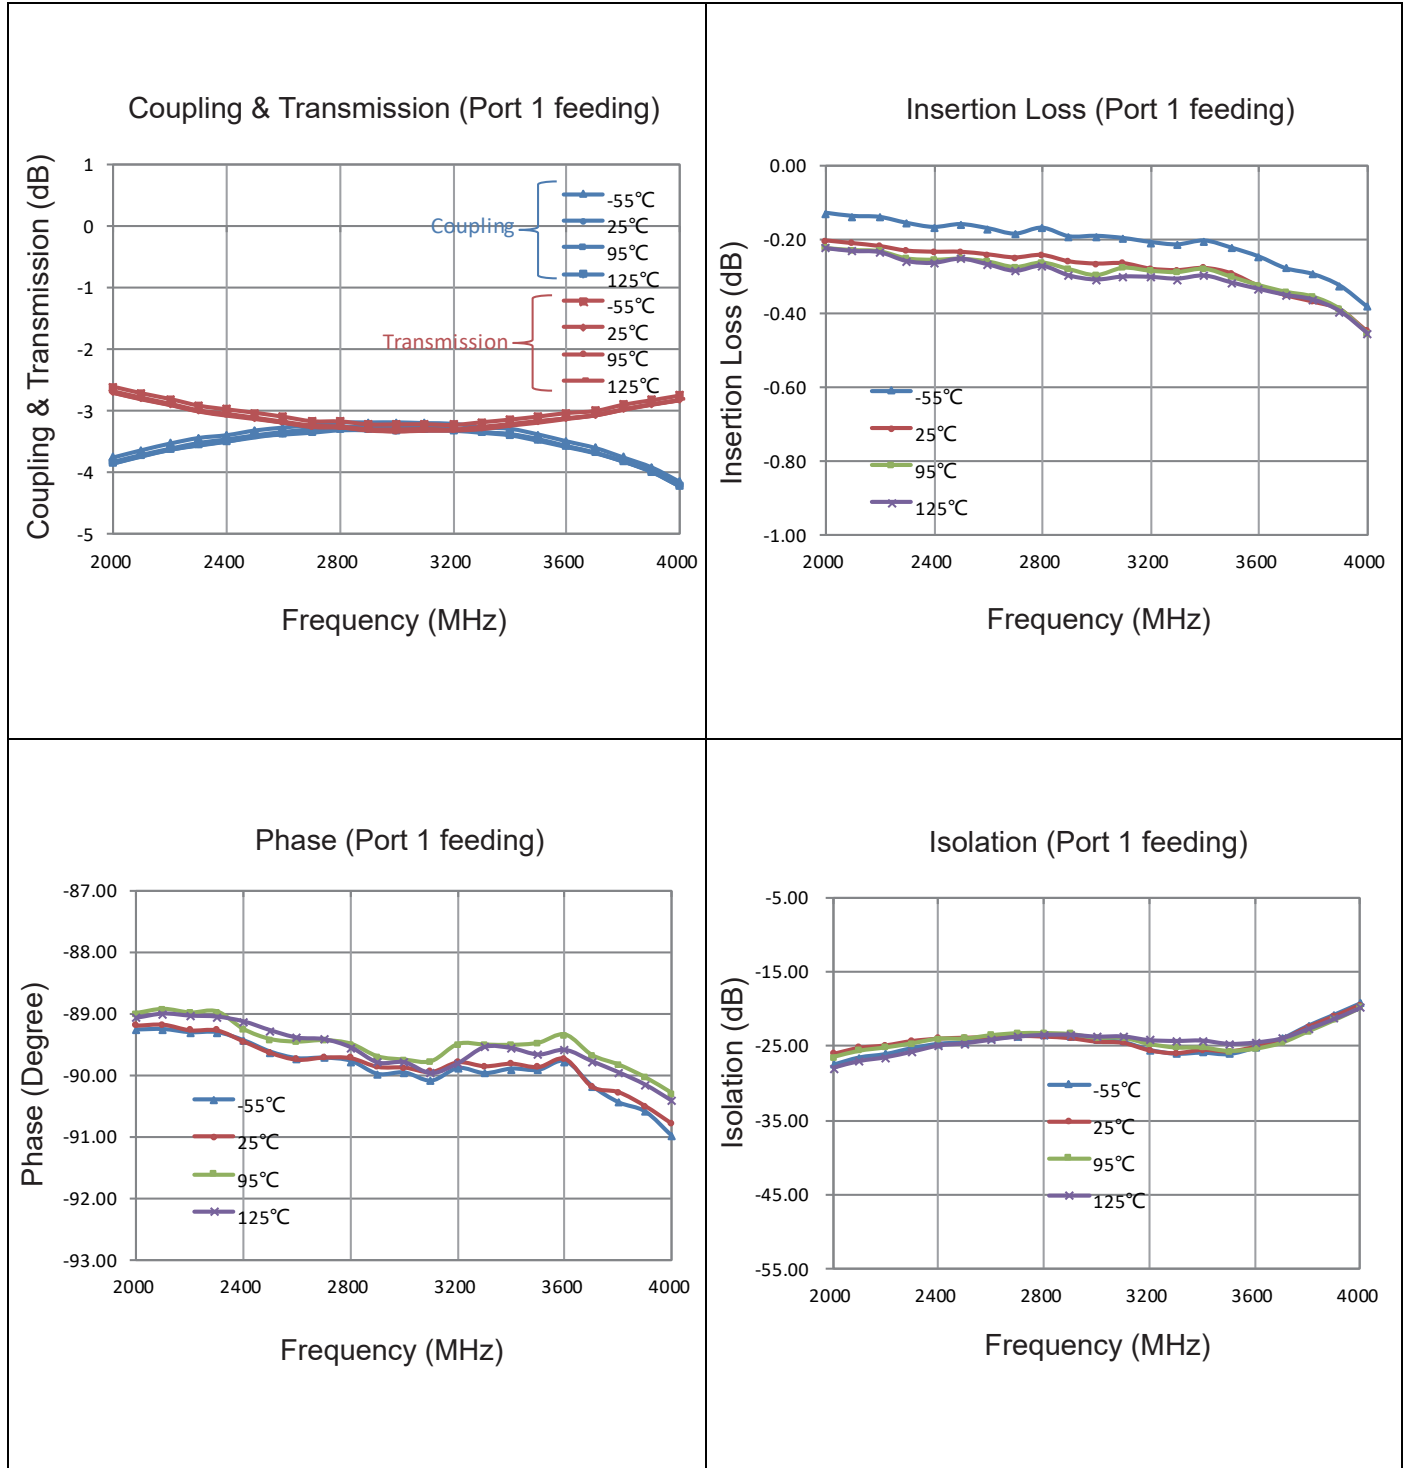 Coupling & Transmission (Port 1 feeding)
Coupling & Transmission (dB)
1
0
-1
-2
-3
-4
-5
Coupling
-55℃
25℃
95℃
125℃
Transmission
-55℃
25℃
95℃
125℃
2000 2400 2800 3200 3600 4000
Frequency (MHz)
Insertion Loss (Port 1 feeding)
Insertion Loss (dB)
0.00
-0.20
-0.40
-0.60
-0.80
-1.00
-55℃
25℃
95℃
125℃
2000 2400 2800 3200 3600 4000
Frequency (MHz)
Phase (Port 1 feeding)
Phase (Degree)
-87.00
-88.00
-89.00
-90.00
-91.00
-92.00
-93.00
-55℃
25℃
95℃
125℃
2000 2400 2800 3200 3600 4000
Frequency (MHz)
Isolation (Port 1 feeding)
Isolation (dB)
-5.00
-15.00
-25.00
-35.00
-45.00
-55.00
-55℃
25℃
95℃
125℃
2000 2400 2800 3200 3600 4000
Frequency (MHz)